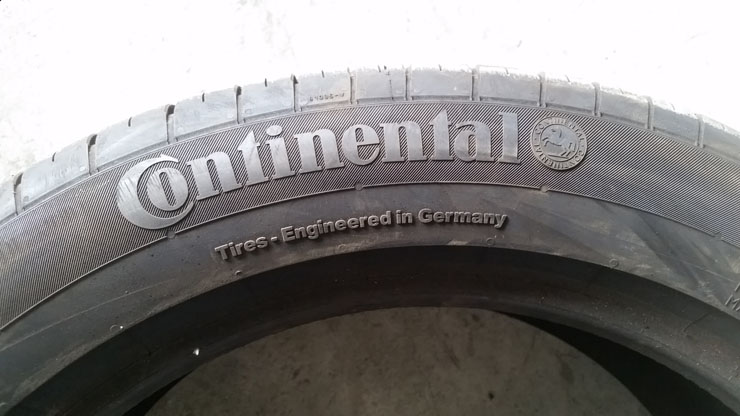 Continental
Tires - Engineered in Germany